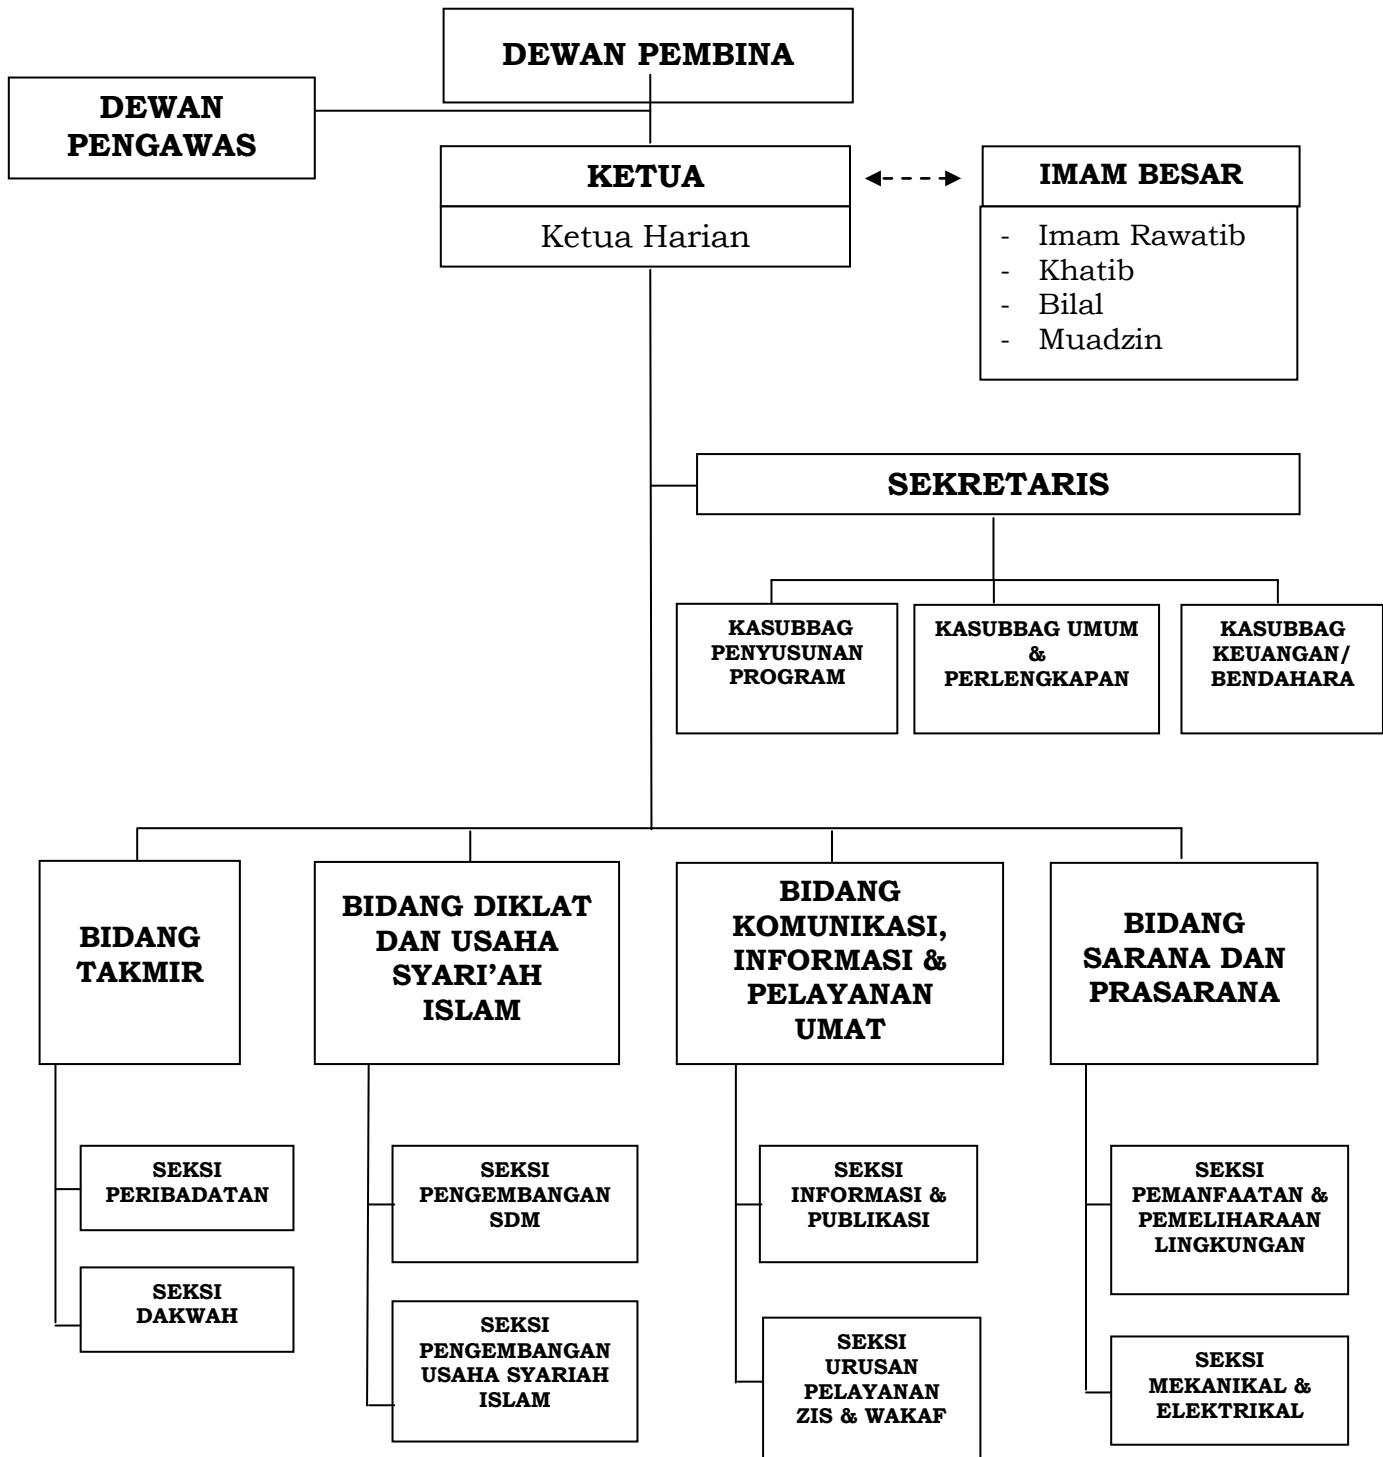 DEWAN PEMBINA
DEWAN
PENGAWAS
KETUA
Ketua Harian
IMAM BESAR
- Imam Rawatib
- Khatib
- Bilal
- Muadzin
SEKRETARIS
KASUBBAG
PENYUSUNAN
PROGRAM
KASUBBAG UMUM
&
PERLENGKAPAN
KASUBBAG
KEUANGAN/
BENDAHARA
BIDANG
TAKMIR
BIDANG DIKLAT
DAN USAHA
SYARI’AH
ISLAM
BIDANG
KOMUNIKASI,
INFORMASI &
PELAYANAN
UMAT
BIDANG
SARANA DAN
PRASARANA
SEKSI
PERIBADATAN
SEKSI
DAKWAH
SEKSI
PENGEMBANGAN
SDM
SEKSI
PENGEMBANGAN
USAHA SYARIAH
ISLAM
SEKSI
INFORMASI &
PUBLIKASI
SEKSI
URUSAN
PELAYANAN
ZIS & WAKAF
SEKSI
PEMANFAATAN &
PEMELIHARAAN
LINGKUNGAN
SEKSI
MEKANIKAL &
ELEKTRIKAL